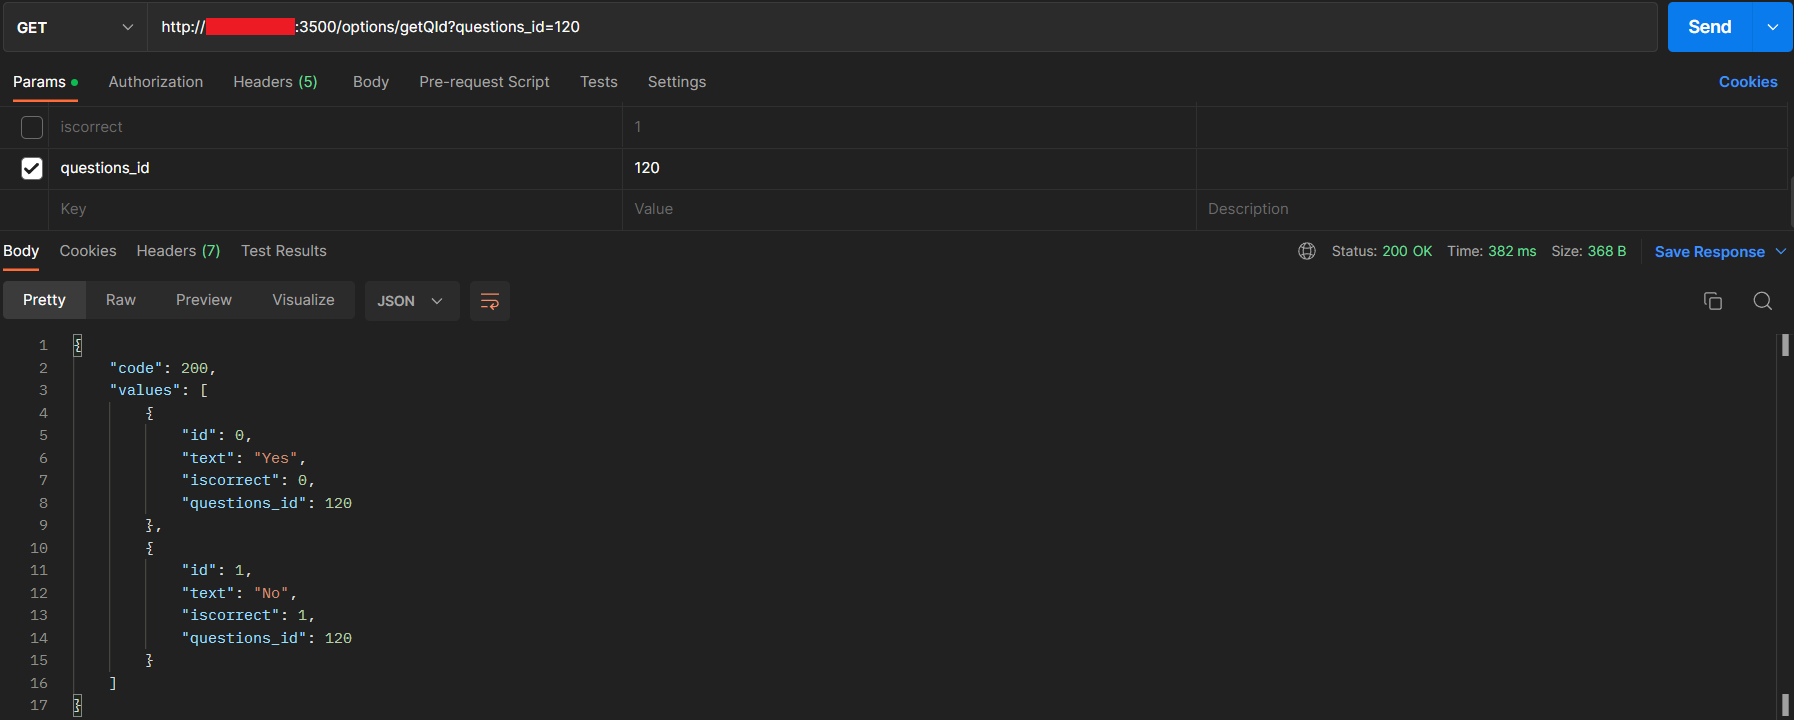 GET http://:3500/options/getQId?questions_id=120 Send
Params Authorization Headers (5) Body Pre-request Script Tests Settings Cookies
iscorrect 1
questions_id 120
Key Value Description
Body Cookies Headers (7) Test Results Status: 200 OK Time: 382 ms Size: 368 B Save Response
Pretty Raw Preview Visualize JSON
1 {
2 "code": 200,
3 "values": [
4 {
5 "id": 0,
6 "text": "Yes",
7 "iscorrect": 0,
8 "questions_id": 120
9 },
10 {
11 "id": 1,
12 "text": "No",
13 "iscorrect": 1,
14 "questions_id": 120
15 }
16 ]
17 }